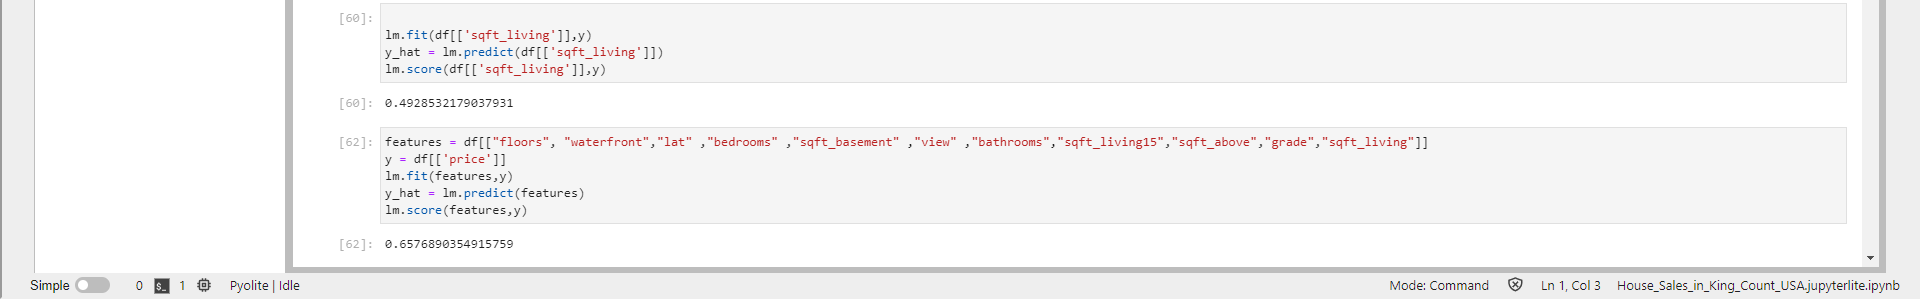 [60]:
lm.fit(df[['sqft_living']],y)
y_hat = lm.predict(df[['sqft_living']])
lm.score(df[['sqft_living']],y)
[60]: 0.4928532179037931
[62]: features = df[["floors", "waterfront","lat" ,"bedrooms" ,"sqft_basement" ,"view" ,"bathrooms","sqft_living15","sqft_above","grade","sqft_living"]]
y = df[['price']]
lm.fit(features,y)
y_hat = lm.predict(features)
lm.score(features,y)
[62]: 0.6576890354915759
Simple 0 $_ 1 Pyolite | Idle Mode: Command Ln 1, Col 3 House_Sales_in_King_Count_USA.jupyterlite.ipynb